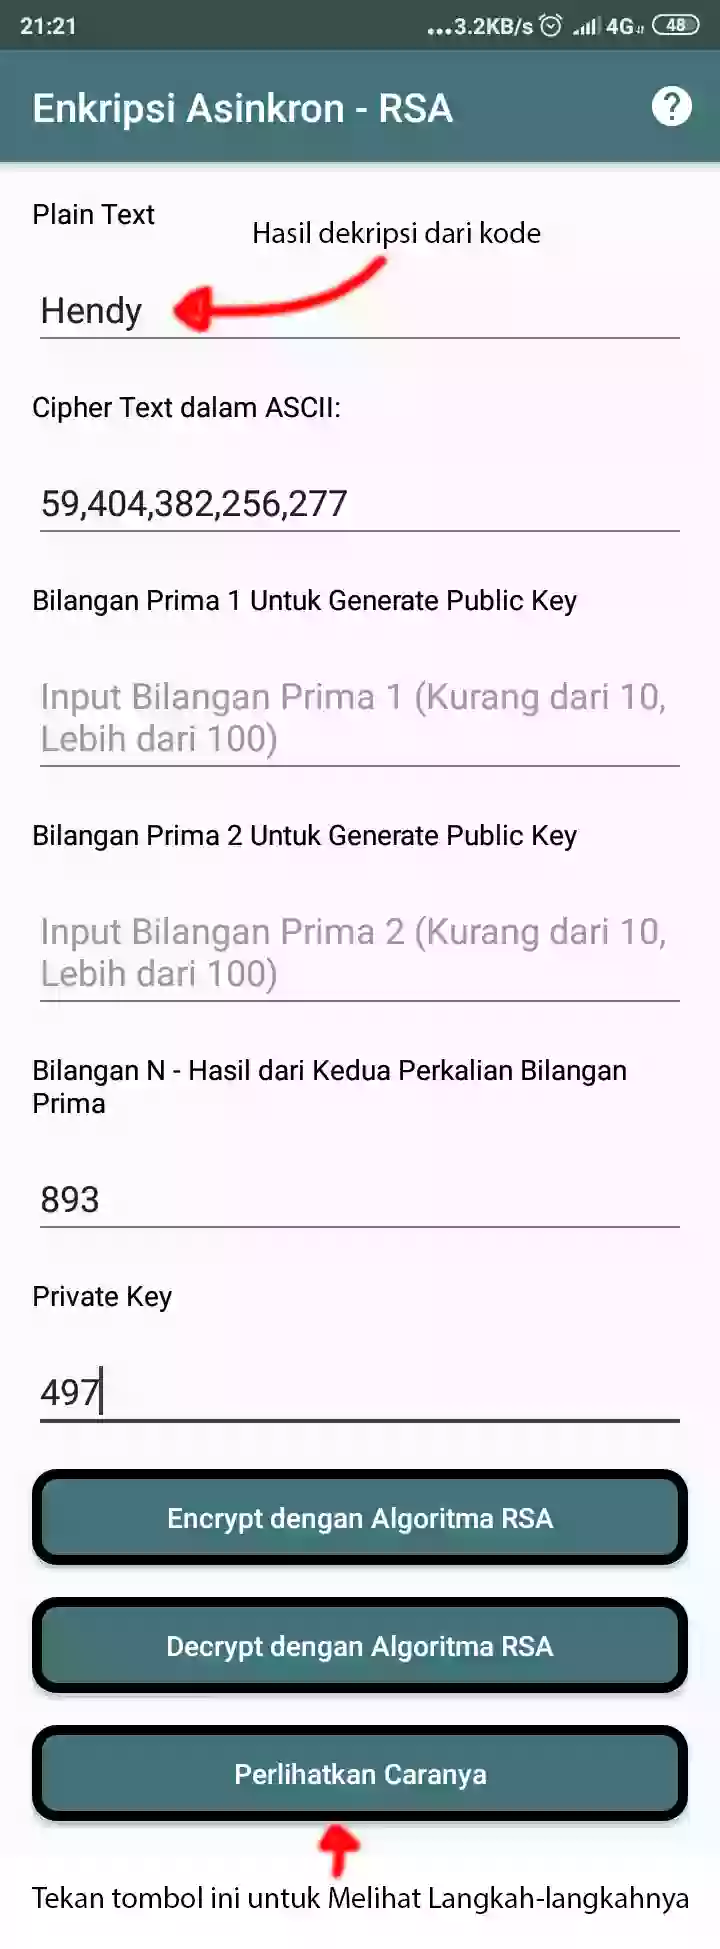 21:21
...3.2KB/s 4G 48
Enkripsi Asinkron - RSA ?
Plain Text
Hasil dekripsi dari kode
Hendy
Cipher Text dalam ASCII:
59,404,382,256,277
Bilangan Prima 1 Untuk Generate Public Key
Input Bilangan Prima 1 (Kurang dari 10,
Lebih dari 100)
Bilangan Prima 2 Untuk Generate Public Key
Input Bilangan Prima 2 (Kurang dari 10,
Lebih dari 100)
Bilangan N - Hasil dari Kedua Perkalian Bilangan
Prima
893
Private Key
497
Encrypt dengan Algoritma RSA
Decrypt dengan Algoritma RSA
Perlihatkan Caranya
Tekan tombol ini untuk Melihat Langkah-langkahnya